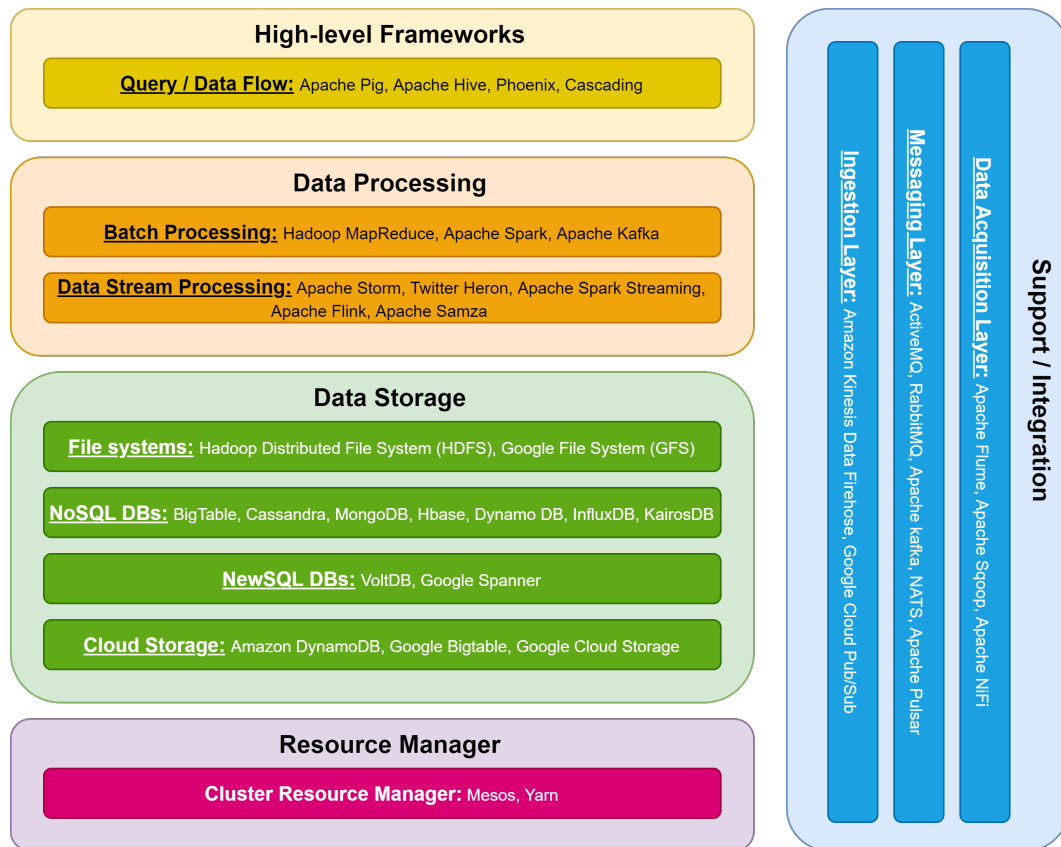 High-level Frameworks
Query / Data Flow: Apache Pig, Apache Hive, Phoenix, Cascading
Data Processing
Batch Processing: Hadoop MapReduce, Apache Spark, Apache Kafka
Data Stream Processing: Apache Storm, Twitter Heron, Apache Spark Streaming,
Apache Flink, Apache Samza
Data Storage
File systems: Hadoop Distributed File System (HDFS), Google File System (GFS)
NoSQL DBs: BigTable, Cassandra, MongoDB, Hbase, Dynamo DB, InfluxDB, KairosDB
NewSQL DBs: VoltDB, Google Spanner
Cloud Storage: Amazon DynamoDB, Google Bigtable, Google Cloud Storage
Resource Manager
Cluster Resource Manager: Mesos, Yarn
Support / Integration
Data Acquisition Layer: Apache Flume, Apache Sqoop, Apache NiFi
Messaging Layer: ActiveMQ, RabbitMQ, Apache kafka, NATS, Apache Pulsar
Ingestion Layer: Amazon Kinesis Data Firehose, Google Cloud Pub/Sub